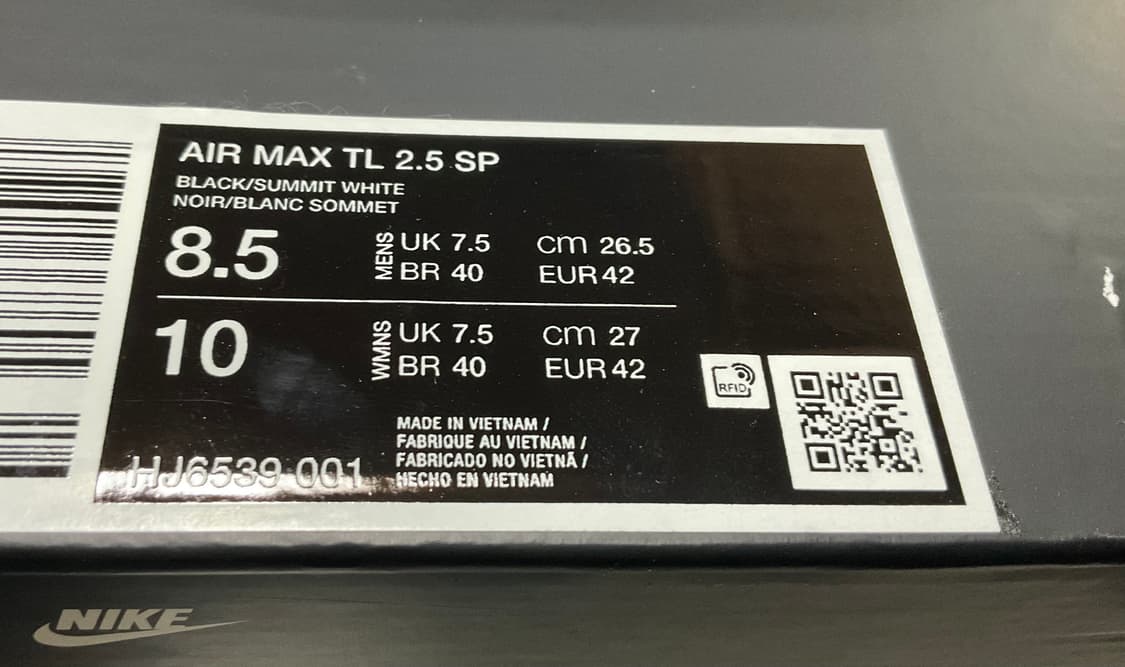 AIR MAX TL 2.5 SP
BLACK/SUMMIT WHITE
NOIR/BLANC SOMMET
8.5 MENS UK 7.5 cm 26.5
BR 40 EUR 42
10 WMNS UK 7.5 cm 27
BR 40 EUR 42
RFID
MADE IN VIETNAM /
FABRIQUE AU VIETNAM /
FABRICADO NO VIETNÃ /
HECHO EN VIETNAM
HJ6539 001
NIKE